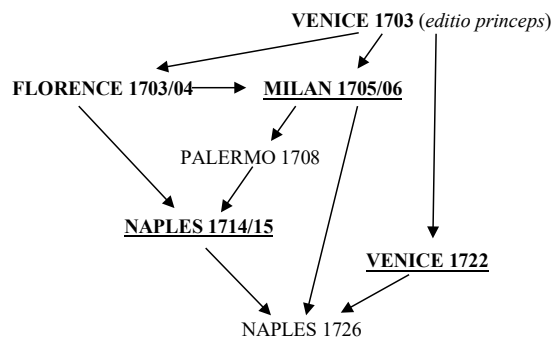 VENICE 1703 (editio princeps)
FLORENCE 1703/04 MILAN 1705/06
PALERMO 1708
NAPLES 1714/15
VENICE 1722
NAPLES 1726